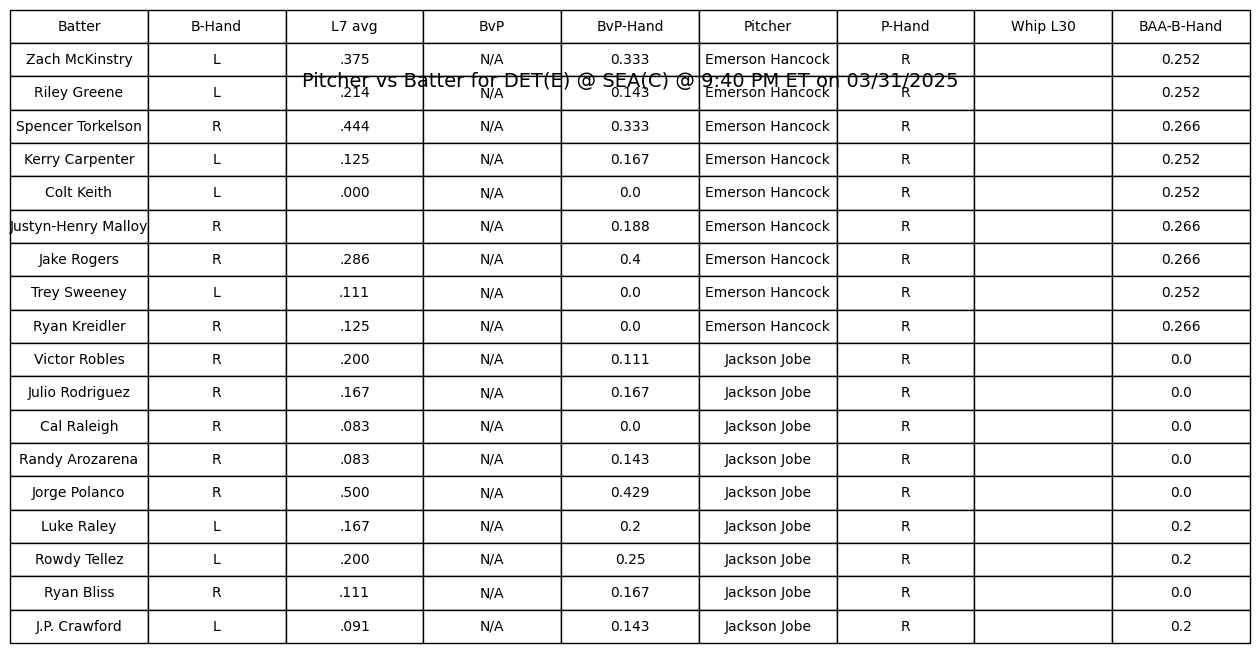 Batter B-Hand L7 avg BvP BvP-Hand Pitcher P-Hand Whip L30 BAA-B-Hand
Zach McKinstry L .375 N/A 0.333 Emerson Hancock R 0.252
Pitcher vs Batter for DET(E) @ SEA(C) @ 9:40 PM ET on 03/31/2025
Riley Greene L .214 N/A 0.143 Emerson Hancock R 0.252
Spencer Torkelson R .444 N/A 0.333 Emerson Hancock R 0.266
Kerry Carpenter L .125 N/A 0.167 Emerson Hancock R 0.252
Colt Keith L .000 N/A 0.0 Emerson Hancock R 0.252
Justyn-Henry Malloy R N/A 0.188 Emerson Hancock R 0.266
Jake Rogers R .286 N/A 0.4 Emerson Hancock R 0.266
Trey Sweeney L .111 N/A 0.0 Emerson Hancock R 0.252
Ryan Kreidler R .125 N/A 0.0 Emerson Hancock R 0.266
Victor Robles R .200 N/A 0.111 Jackson Jobe R 0.0
Julio Rodriguez R .167 N/A 0.167 Jackson Jobe R 0.0
Cal Raleigh R .083 N/A 0.0 Jackson Jobe R 0.0
Randy Arozarena R .083 N/A 0.143 Jackson Jobe R 0.0
Jorge Polanco R .500 N/A 0.429 Jackson Jobe R 0.0
Luke Raley L .167 N/A 0.2 Jackson Jobe R 0.2
Rowdy Tellez L .200 N/A 0.25 Jackson Jobe R 0.2
Ryan Bliss R .111 N/A 0.167 Jackson Jobe R 0.0
J.P. Crawford L .091 N/A 0.143 Jackson Jobe R 0.2